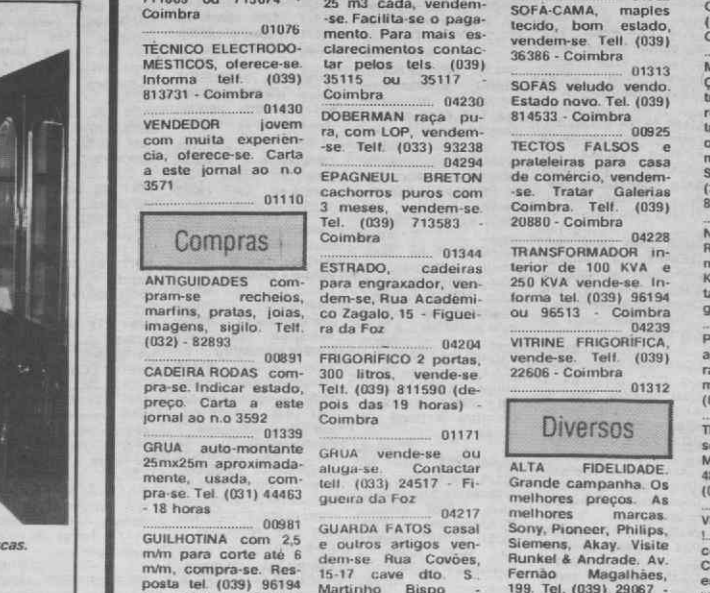 Coimbra
01076
TÉCNICO ELECTRODO-
MÉSTICOS, oferece-se.
Informa telf. (039)
813731 - Coimbra
01430
VENDEDOR jovem
com muita experiên-
cia, oferece-se. Carta
a este jornal ao n.o
3571
01110
Compras
ANTIGUIDADES com-
pram-se recheios,
marfins, pratas, joias,
imagens, sigilo. Telf.
(032) - 82893
00891
CADEIRA RODAS com-
pra-se. Indicar estado,
preço. Carta a este
jornal ao n.o 3592
01339
GRUA auto-montante
25mx25m aproximada-
mente, usada, com-
pra-se. Tel. (031) 44463
- 18 horas
00981
GUILHOTINA com 2,5
m/m para corte até 6
m/m, compra-se. Res-
posta tel. (039) 96194
25 m3 cada, vendem-
-se. Facilita-se o paga-
mento. Para mais es-
clarecimentos contac-
tar pelos tels. (039)
35115 ou 35117 -
Coimbra
04230
DOBERMAN raça pu-
ra, com LOP, vendem-
-se. Telf. (033) 93238
04294
EPAGNEUL BRETON
cachorros puros com
3 meses, vendem-se.
Tel. (039) 713583 -
Coimbra
01344
ESTRADO, cadeiras
para engraxador, ven-
dem-se, Rua Académi-
co Zagalo, 15 - Figuei-
ra da Foz
04204
FRIGORÍFICO 2 portas,
300 litros, vende-se.
Telf. (039) 811590 (de-
pois das 19 horas) -
Coimbra
01171
GRUA vende-se ou
aluga-se. Contactar
telf. (033) 24517 - Fi-
gueira da Foz
04217
GUARDA FATOS casal
e outros artigos ven-
dem-se. Rua Covões,
15-17 cave dto. S.
Martinho Bispo -
SOFÁ-CAMA, maples
tecido, bom estado,
vendem-se. Telf. (039)
36386 - Coimbra
01313
SOFAS veludo vendo.
Estado novo. Tel. (039)
814533 - Coimbra
00925
TECTOS FALSOS e
prateleiras para casa
de comércio, vendem-
-se. Tratar Galerias
Coimbra. Telf. (039)
20880 - Coimbra
04228
TRANSFORMADOR in-
terior de 100 KVA e
250 KVA vende-se. In-
forma tel. (039) 96194
ou 96513 - Coimbra
04239
VITRINE FRIGORÍFICA,
vende-se. Telf. (039)
22606 - Coimbra
01312
Diversos
ALTA FIDELIDADE.
Grande campanha. Os
melhores preços. As
melhores marcas.
Sony, Pioneer, Philips,
Siemens, Akay. Visite
Runkel & Andrade. Av.
Fernão Magalhães,
199. Tel. (039) 29067 -